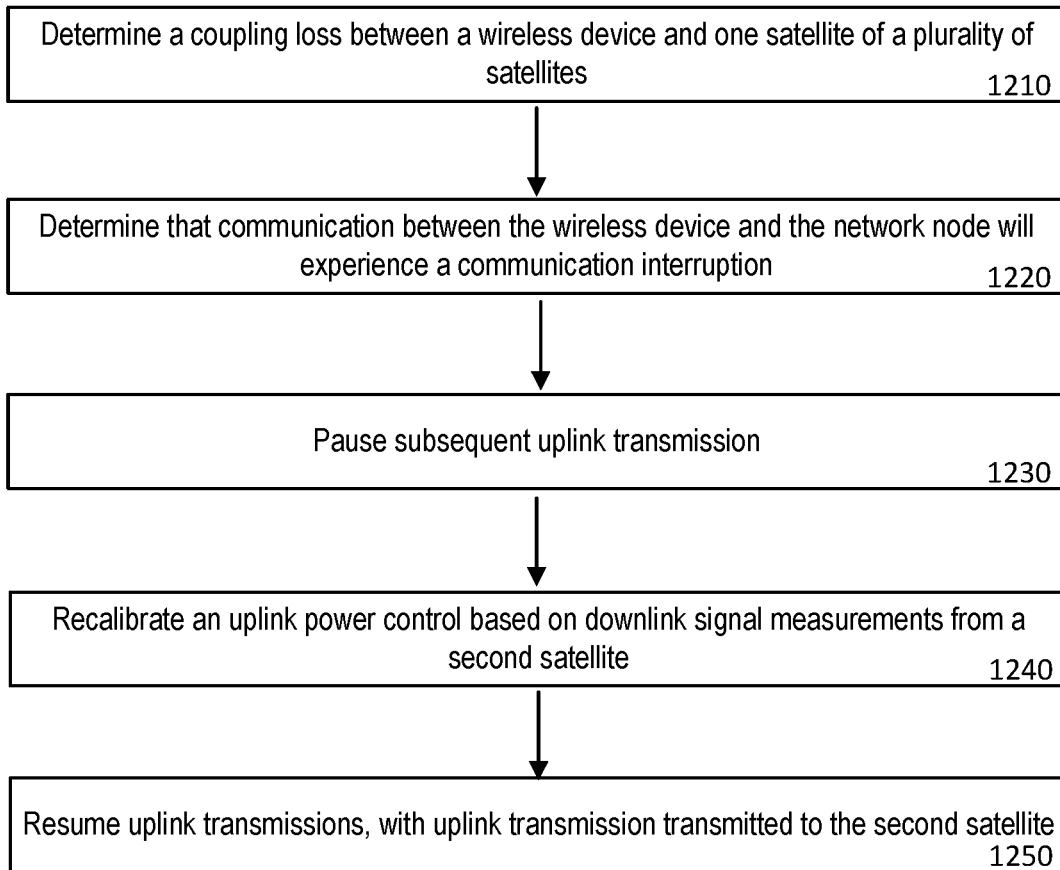 Determine a coupling loss between a wireless device and one satellite of a plurality of
satellites
1210
Determine that communication between the wireless device and the network node will
experience a communication interruption
1220
Pause subsequent uplink transmission
1230
Recalibrate an uplink power control based on downlink signal measurements from a
second satellite
1240
Resume uplink transmissions, with uplink transmission transmitted to the second satellite
1250